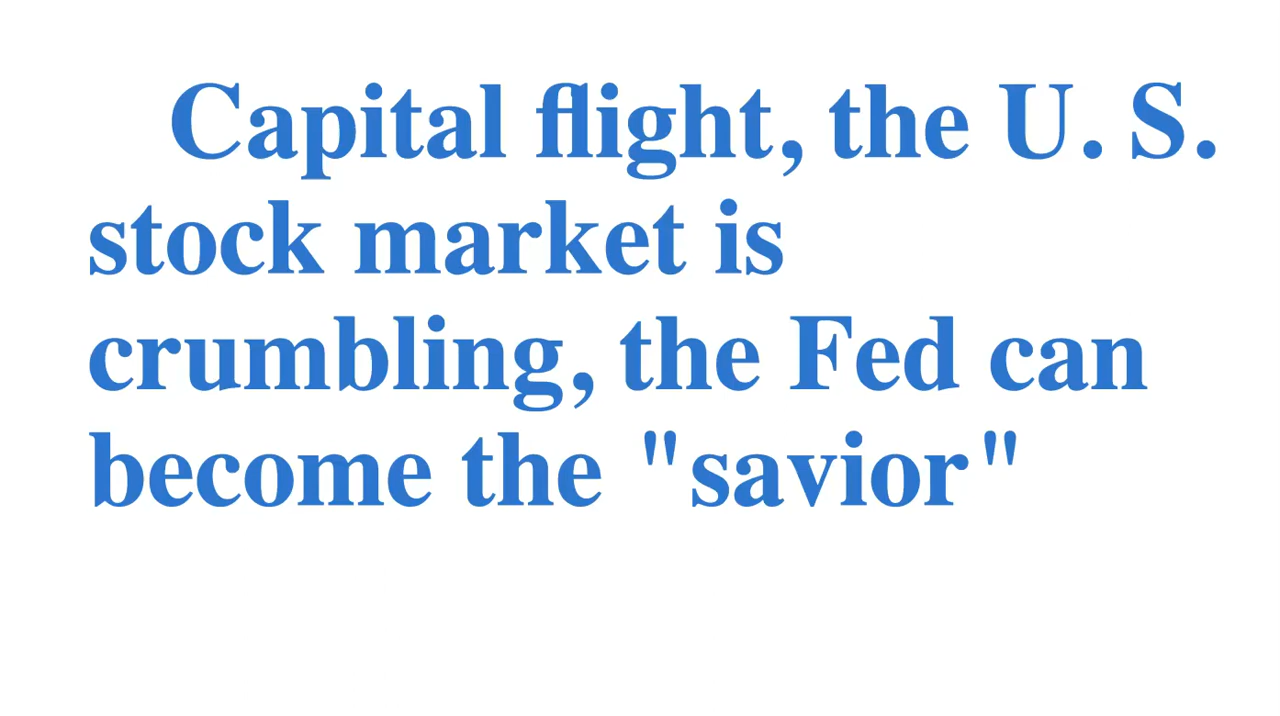 Capital flight, the U. S.
stock market is
crumbling, the Fed can
become the "savior"